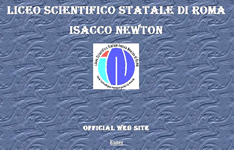 LICEO SCIENTIFICO STATALE DI ROMA
ISACCO NEWTON
OFFICIAL WEB SITE
Enter